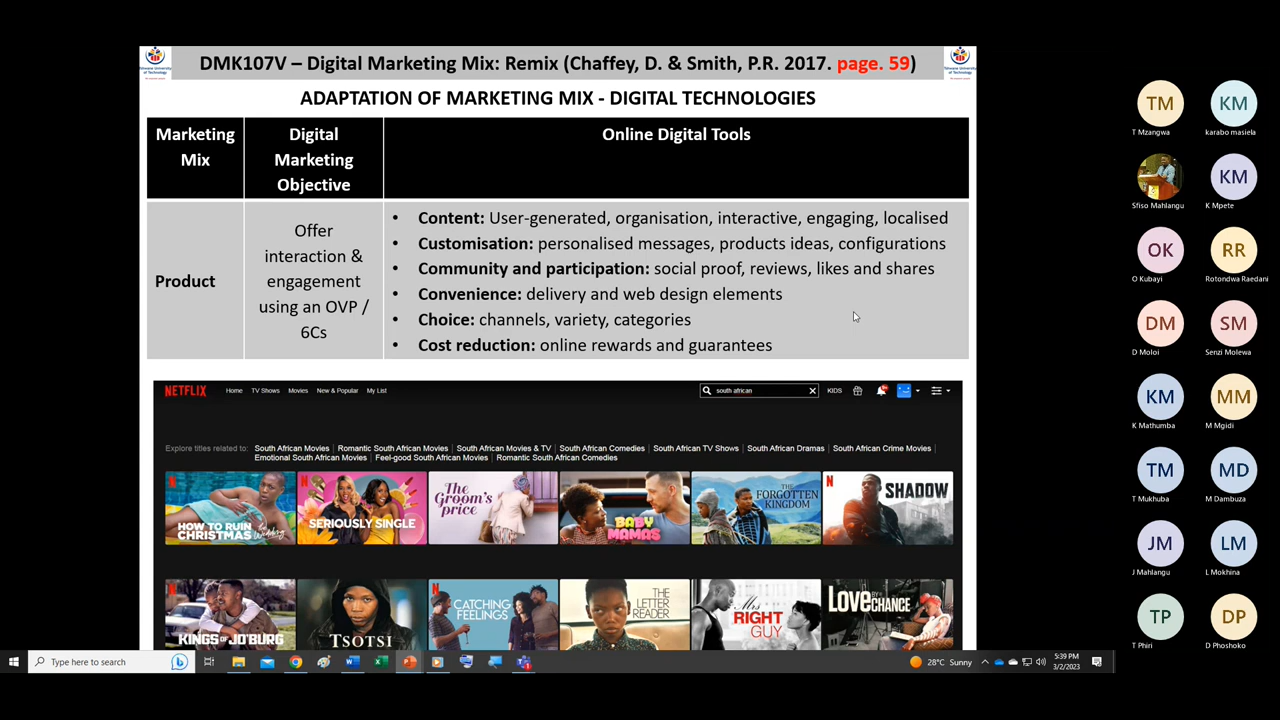 DMK107V – Digital Marketing Mix: Remix (Chaffey, D. & Smith, P.R. 2017. page. 59)
ADAPTATION OF MARKETING MIX - DIGITAL TECHNOLOGIES
Marketing Mix
Digital Marketing Objective
Online Digital Tools
Product
Offer interaction & engagement using an OVP / 6Cs
• Content: User-generated, organisation, interactive, engaging, localised
• Customisation: personalised messages, products ideas, configurations
• Community and participation: social proof, reviews, likes and shares
• Convenience: delivery and web design elements
• Choice: channels, variety, categories
• Cost reduction: online rewards and guarantees
NETFLIX Home TV Shows Movies New & Popular My List south african KIDS
Explore titles related to: South African Movies | Romantic South African Movies | South African Movies & TV | South African Comedies | South African TV Shows | South African Dramas | South African Crime Movies |
Emotional South African Movies | Feel-good South African Movies | Romantic South African Comedies
HOW TO RUIN CHRISTMAS The Wedding
SERIOUSLY SINGLE
The Groom's price
BABY MAMAS
THE FORGOTTEN KINGDOM
SHADOW
KINGS OF JO'BURG
TSOTSI
CATCHING FEELINGS
THE LETTER READER
Mrs RIGHT GUY
LOVE BY CHANCE
TM KM
T Mzangwa karabo masiela
KM
Sfiso Mahlangu K Mpete
OK RR
O Kubayi Rotondwa Raedani
DM SM
D Moloi Senzi Molewa
KM MM
K Mathumba M Mgidi
TM MD
T Mukhuba M Dambuza
JM LM
J Mahlangu L Mokhina
TP DP
T Phiri D Phoshoko
Type here to search
28°C Sunny
5:39 PM
3/2/2023